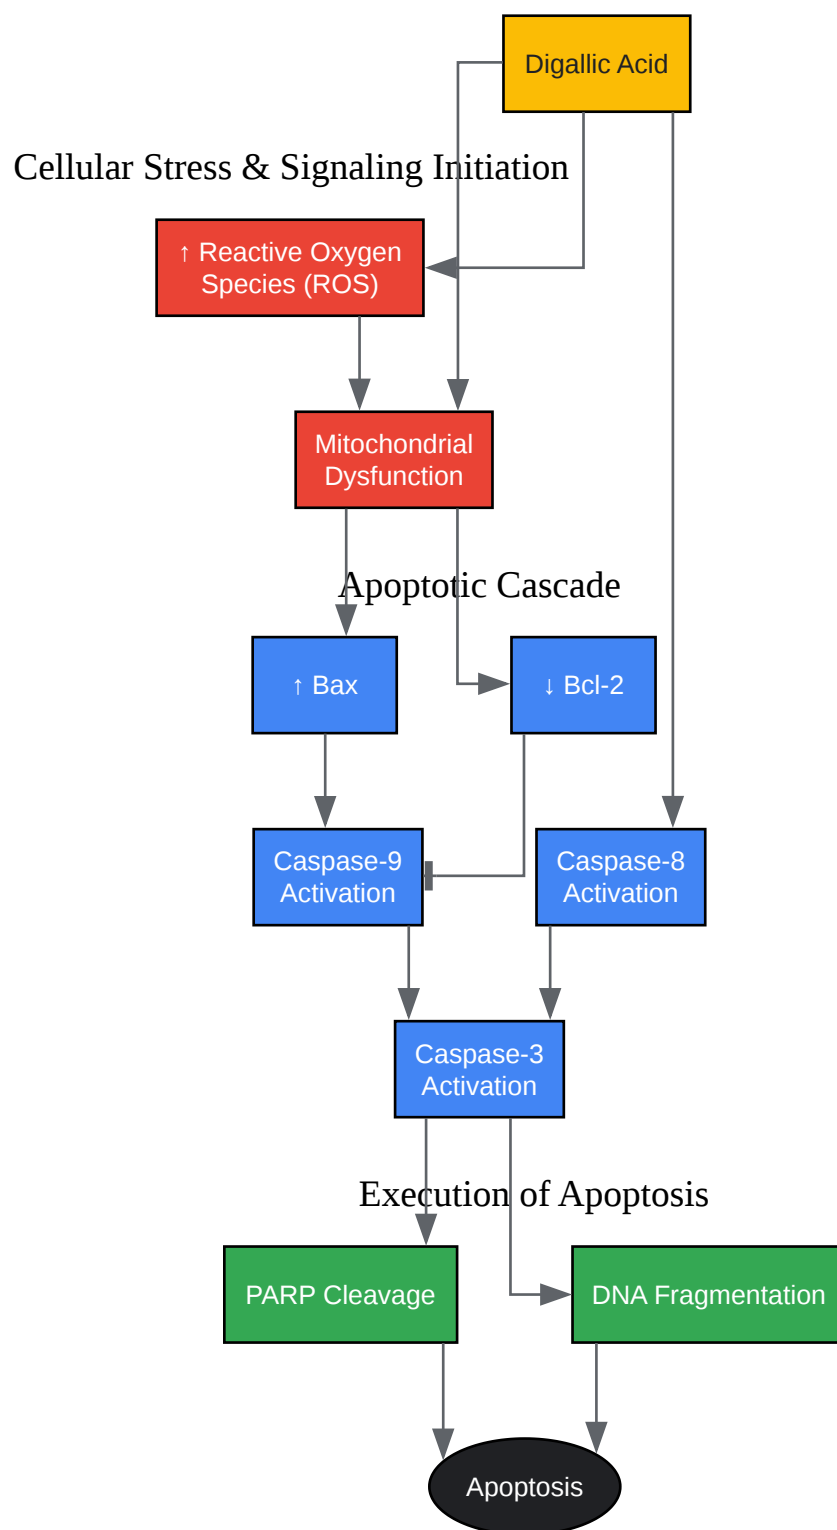 Digallic Acid
Cellular Stress & Signaling Initiation
↑ Reactive Oxygen
Species (ROS)
Mitochondrial
Dysfunction
Apoptotic Cascade
↑ Bax
↓ Bcl-2
Caspase-9
Activation
Caspase-8
Activation
Caspase-3
Activation
Execution of Apoptosis
PARP Cleavage
DNA Fragmentation
Apoptosis